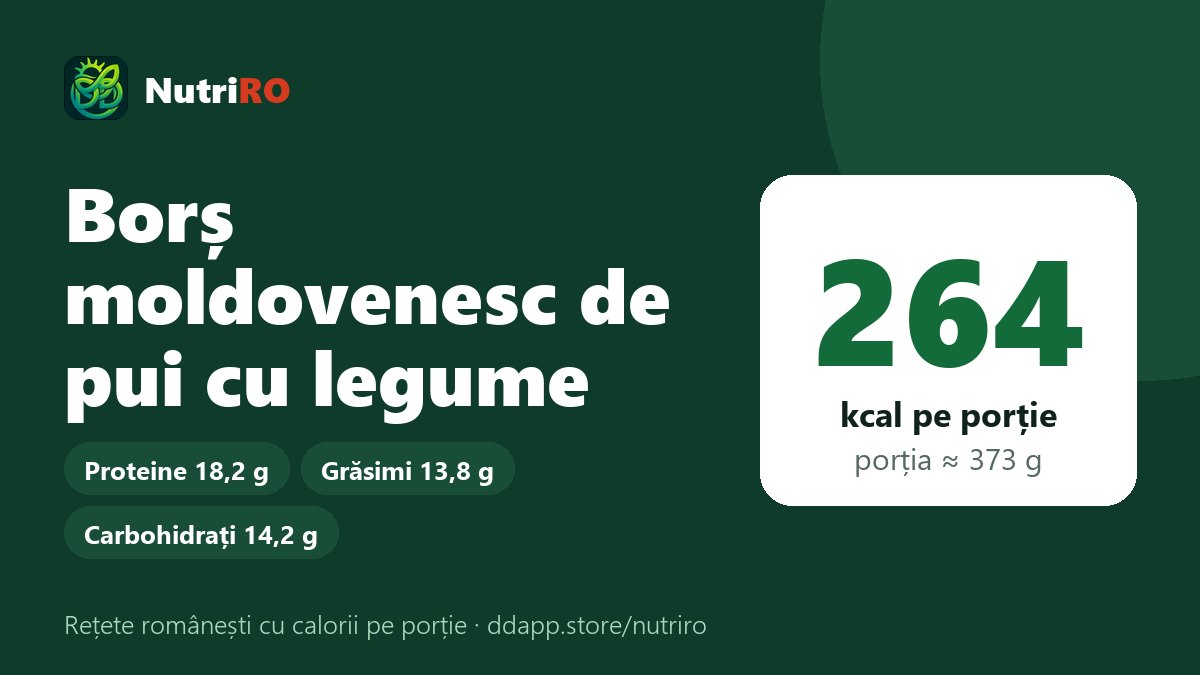 NutriRO
Borș
moldovenesc de
pui cu legume
Proteine 18,2 g
Grăsimi 13,8 g
Carbohidrați 14,2 g
264
kcal pe porție
porția ≈ 373 g
Rețete românești cu calorii pe porție · ddapp.store/nutriro